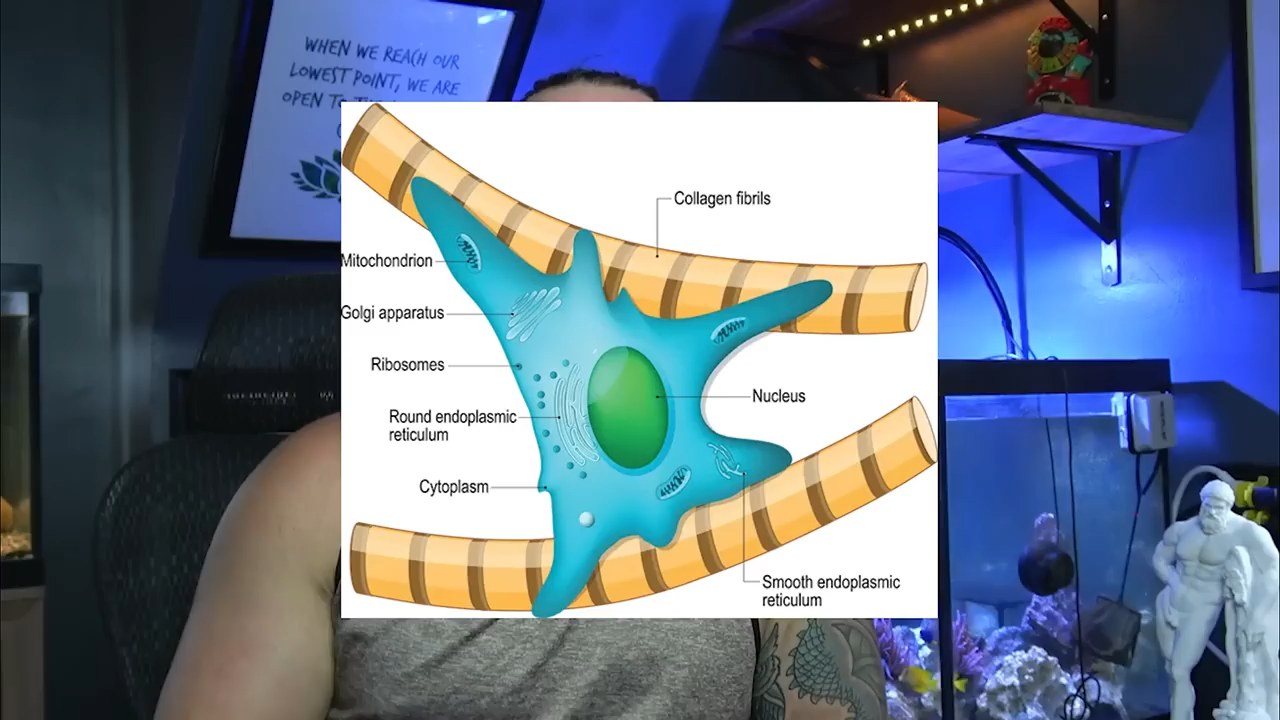 WHEN WE REACH OUR
LOWEST POINT, WE ARE
OPEN TO
Collagen fibrils
Mitochondrion
Golgi apparatus
Ribosomes
Round endoplasmic
reticulum
Nucleus
Cytoplasm
Smooth endoplasmic
reticulum